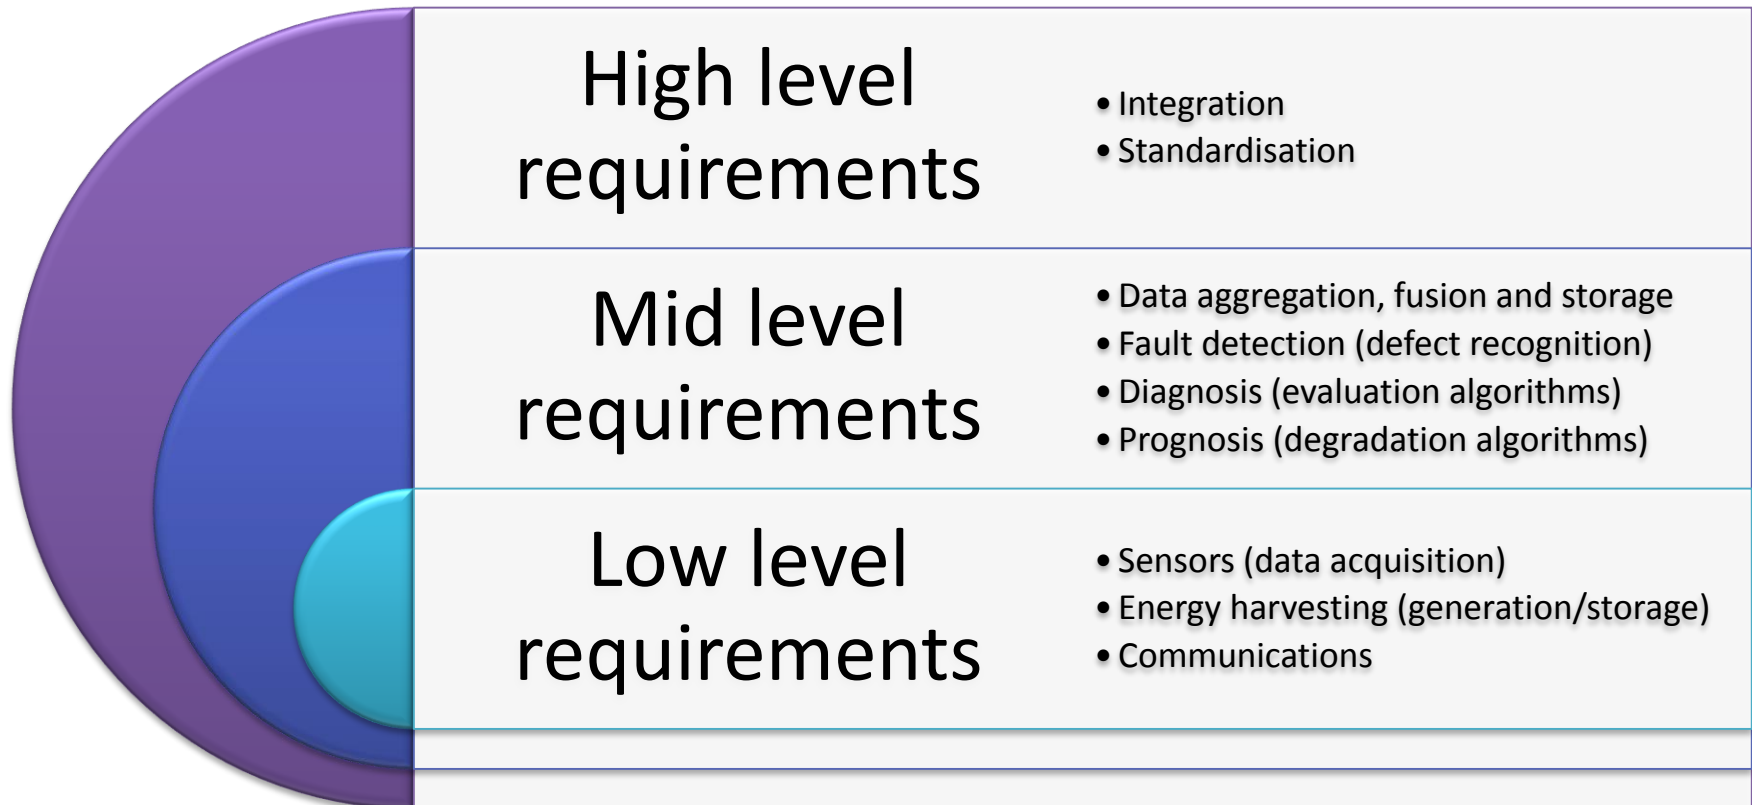 High level
requirements
• Integration
• Standardisation
Mid level
requirements
• Data aggregation, fusion and storage
• Fault detection (defect recognition)
• Diagnosis (evaluation algorithms)
• Prognosis (degradation algorithms)
Low level
requirements
• Sensors (data acquisition)
• Energy harvesting (generation/storage)
• Communications